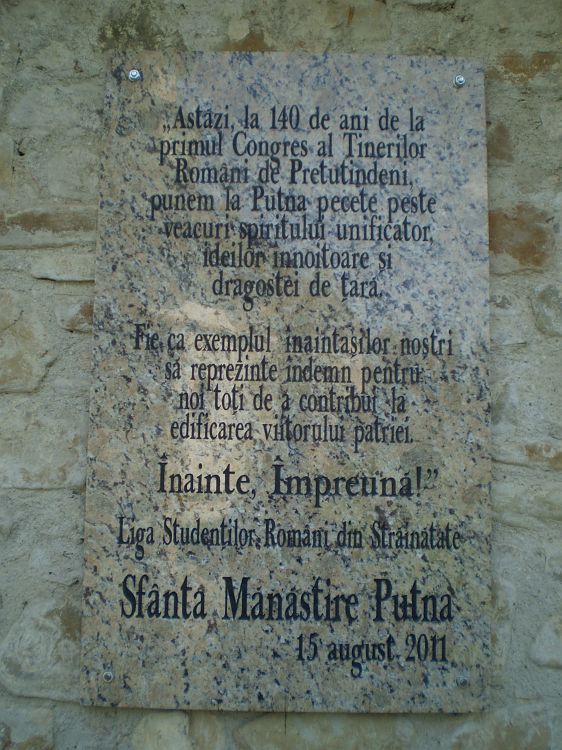 „Astăzi, la 140 de ani de la
primul Congres al Tinerilor
Români de Pretutindeni,
punem la Putna pecete peste
veacuri spiritului unificator,
ideilor înnoitoare și
dragostei de țară.
Fie ca exemplul înaintașilor noștri
să reprezinte îndemn pentru
noi toți de a contribui la
edificarea viitorului patriei.
Înainte, Împreună!”
Liga Studenților Români din Străinătate
Sfânta Mănăstire Putna
15 august 2011